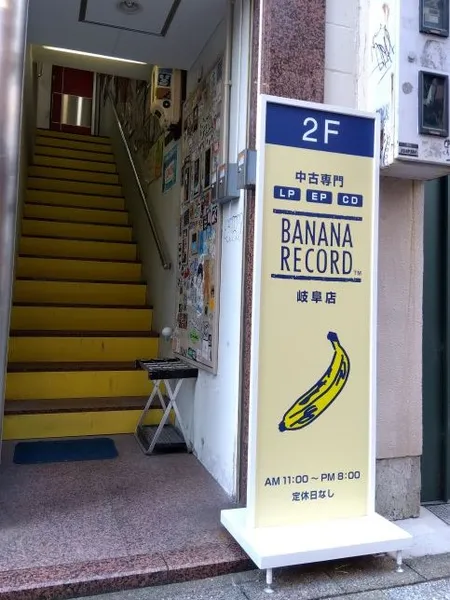 2F
中古専門
LP EP CD
BANANA
RECORD™
岐阜店
AM 11:00 ～ PM 8:00
定休日なし